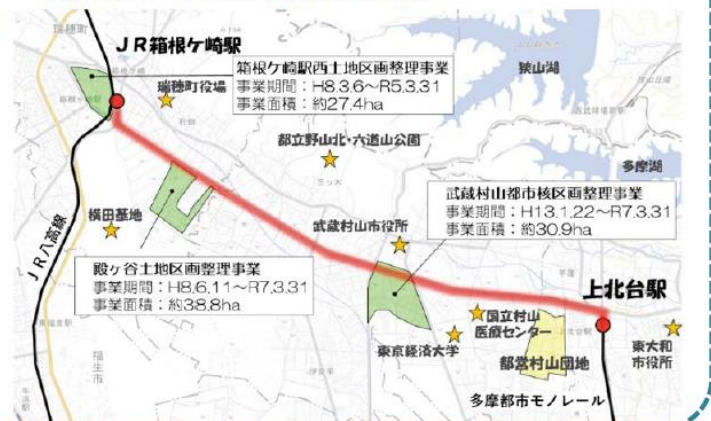 瑞穂町
JR箱根ケ崎駅
箱根ケ崎駅西土地区画整理事業
事業期間：H8.3.6～R5.3.31
事業面積：約27.4ha
瑞穂町役場
狭山湖
都立野山北・六道山公園
三ッ木
多摩湖
武蔵村山都市核区画整理事業
事業期間：H13.1.22～R7.3.31
事業面積：約30.9ha
横田基地
武蔵村山市役所
JR八高線
殿ケ谷土地区画整理事業
事業期間：H8.6.11～R7.3.31
事業面積：約38.8ha
上北台駅
国立村山
医療センター
東京経済大学
都営村山団地
東大和
市役所
福生市
多摩都市モノレール